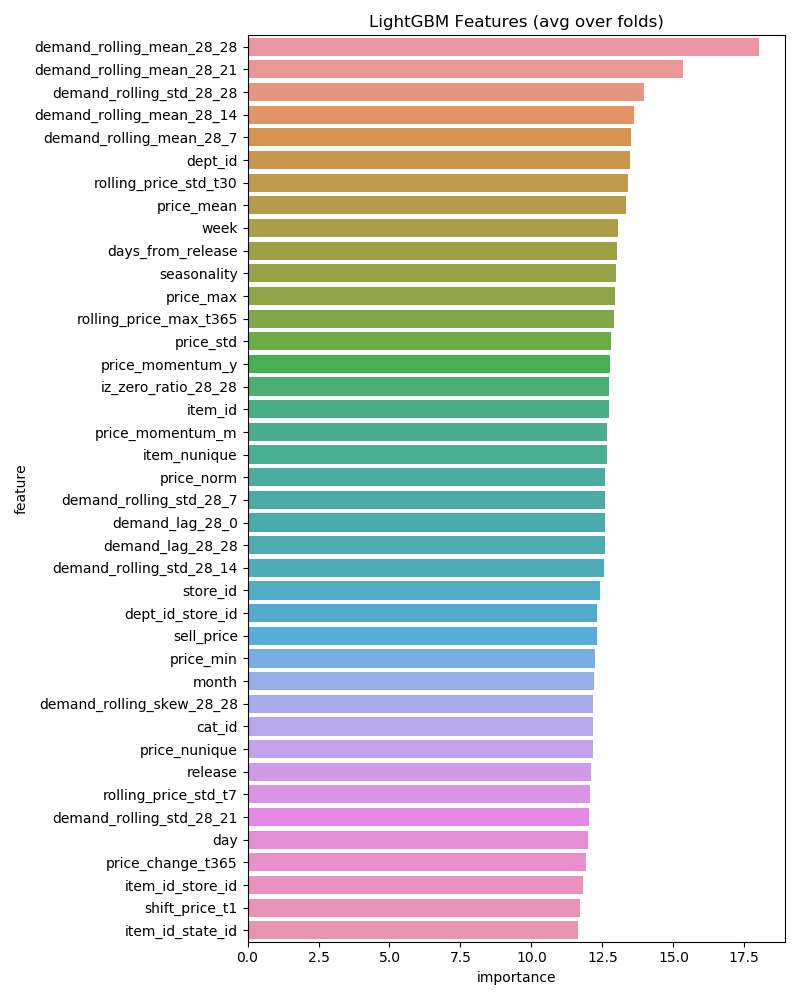 LightGBM Features (avg over folds)
demand_rolling_mean_28_28
demand_rolling_mean_28_21
demand_rolling_std_28_28
demand_rolling_mean_28_14
demand_rolling_mean_28_7
dept_id
rolling_price_std_t30
price_mean
week
days_from_release
seasonality
price_max
rolling_price_max_t365
price_std
price_momentum_y
iz_zero_ratio_28_28
item_id
price_momentum_m
item_nunique
price_norm
demand_rolling_std_28_7
demand_lag_28_0
demand_lag_28_28
demand_rolling_std_28_14
store_id
dept_id_store_id
sell_price
price_min
month
demand_rolling_skew_28_28
cat_id
price_nunique
release
rolling_price_std_t7
demand_rolling_std_28_21
day
price_change_t365
item_id_store_id
shift_price_t1
item_id_state_id
feature
0.0 2.5 5.0 7.5 10.0 12.5 15.0 17.5
importance